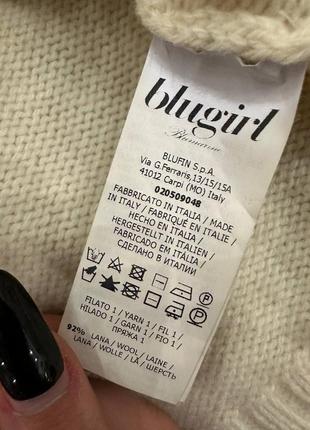 blugirl
Blumarine
BLUFIN S.p.A.
Via G.Ferraris,13/15/15A
41012 Carpi (MO) Italy
020509048
FABBRICATO IN ITALIA / MADE
IN ITALY / FABRIQUÉ EN ITALIE /
HECHO EN ITALIA /
HERGESTELLT IN ITALIEN /
FABRICADO EM ITÁLIA /
СДЕЛАНО В ИТАЛИИ
P
P
FILATO 1 / YARN 1 / FIL 1 /
HILADO 1 / GARN 1 / FIO 1 /
ПРЯЖА 1
92% LANA / WOOL / LAINE /
LANA / WOLLE / LÃ / ШЕРСТЬ